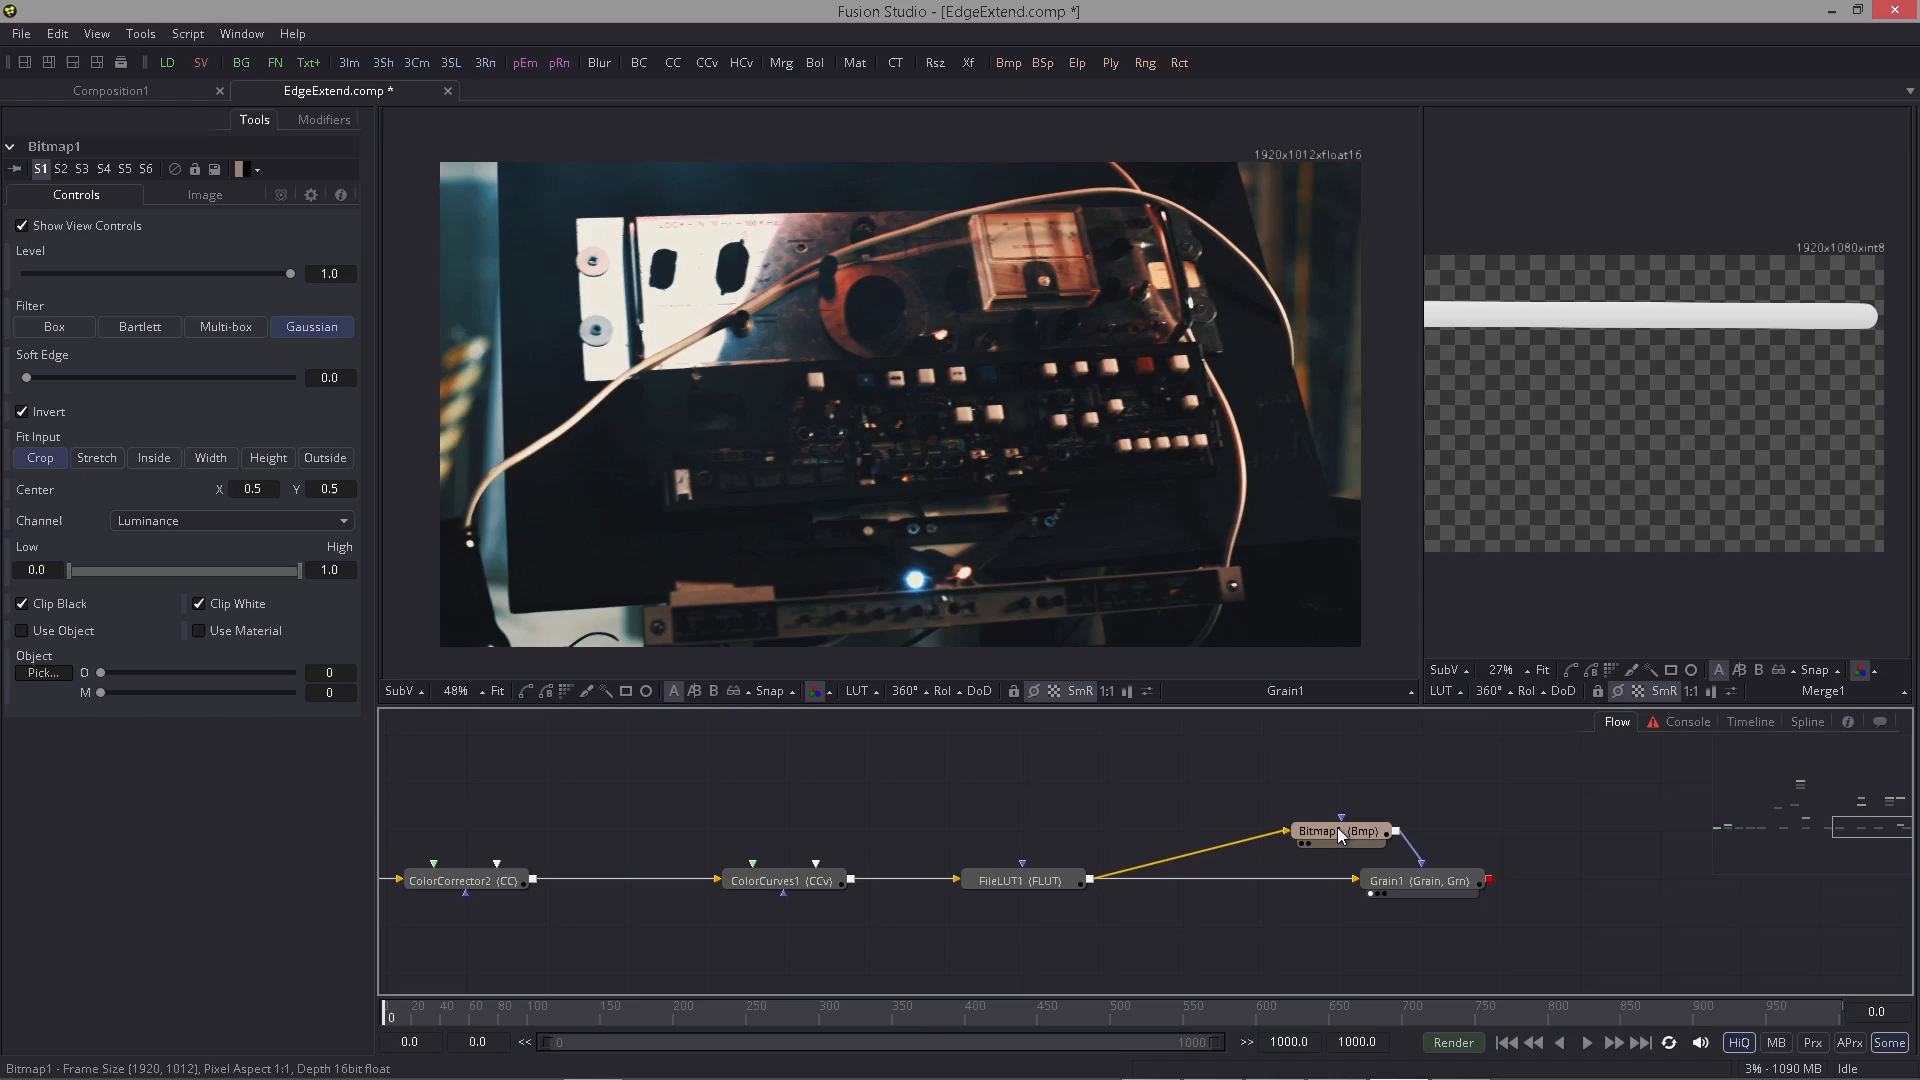 Fusion Studio - [EdgeExtend.comp *]
File Edit View Tools Script Window Help
LD SV BG FN Txt+ 3Im 3Sh 3Cm 3SL 3Rn pEm pRn Blur BC CC CCv HCv Mrg Bol Mat CT Rsz Xf Bmp BSp Elp Ply Rng Rct
Composition1 EdgeExtend.comp *
Tools Modifiers
Bitmap1
S1 S2 S3 S4 S5 S6
Controls Image
Show View Controls
Level
1.0
Filter
Box Bartlett Multi-box Gaussian
Soft Edge
0.0
Invert
Fit Input
Crop Stretch Inside Width Height Outside
Center X 0.5 Y 0.5
Channel Luminance
Low High
0.0 1.0
Clip Black Clip White
Use Object Use Material
Object
Pick... O 0
M 0
1920x1012xfloat16
1920x1080xint8
SubV 27% Fit A B Snap
SubV 48% Fit A B Snap LUT 360° Rol DoD SmR 1:1 Grain1
LUT 360° Rol DoD SmR 1:1 Merge1
Flow Console Timeline Spline
Bitmap (Bmp)
ColorCorrector2 (CC) ColorCurves1 (CCv) FileLUT1 (FLUT) Grain1 (Grain, Grn)
0 20 40 60 80 100 150 200 250 300 350 400 450 500 550 600 650 700 750 800 850 900 950 0.0
0.0 0.0 << 0 1000 >> 1000.0 1000.0 Render HiQ MB Prx APrx Some
Bitmap1 - Frame Size (1920, 1012), Pixel Aspect 1:1, Depth 16bit float 3% - 1090 MB Idle